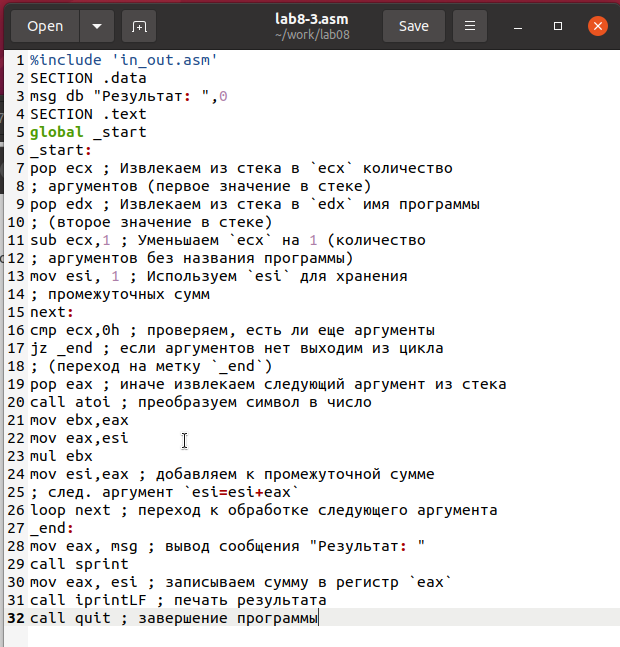 Open
lab8-3.asm
~/work/lab08
Save
1 %include 'in_out.asm'
2 SECTION .data
3 msg db "Результат: ",0
4 SECTION .text
5 global _start
6 _start:
7 pop ecx ; Извлекаем из стека в `ecx` количество
8 ; аргументов (первое значение в стеке)
9 pop edx ; Извлекаем из стека в `edx` имя программы
10 ; (второе значение в стеке)
11 sub ecx,1 ; Уменьшаем `ecx` на 1 (количество
12 ; аргументов без названия программы)
13 mov esi, 1 ; Используем `esi` для хранения
14 ; промежуточных сумм
15 next:
16 cmp ecx,0h ; проверяем, есть ли еще аргументы
17 jz _end ; если аргументов нет выходим из цикла
18 ; (переход на метку `_end`)
19 pop eax ; иначе извлекаем следующий аргумент из стека
20 call atoi ; преобразуем символ в число
21 mov ebx,eax
22 mov eax,esi
23 mul ebx
24 mov esi,eax ; добавляем к промежуточной сумме
25 ; след. аргумент `esi=esi+eax`
26 loop next ; переход к обработке следующего аргумента
27 _end:
28 mov eax, msg ; вывод сообщения "Результат: "
29 call sprint
30 mov eax, esi ; записываем сумму в регистр `eax`
31 call iprintLF ; печать результата
32 call quit ; завершение программы